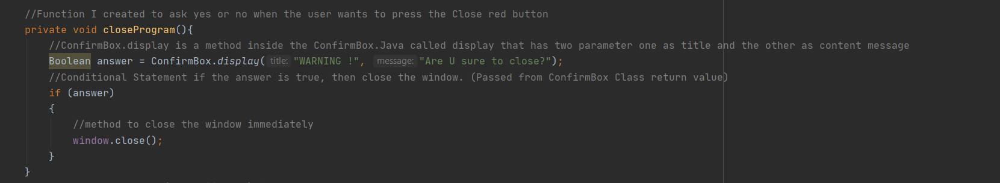 //Function I created to ask yes or no when the user wants to press the Close red button
private void closeProgram(){
//ConfirmBox.display is a method inside the ConfirmBox.Java called display that has two parameter one as title and the other as content message
Boolean answer = ConfirmBox.display( title: "WARNING !", message: "Are U sure to close?");
//Conditional Statement if the answer is true, then close the window. (Passed from ConfirmBox Class return value)
if (answer)
{
//method to close the window immediately
window.close();
}
}